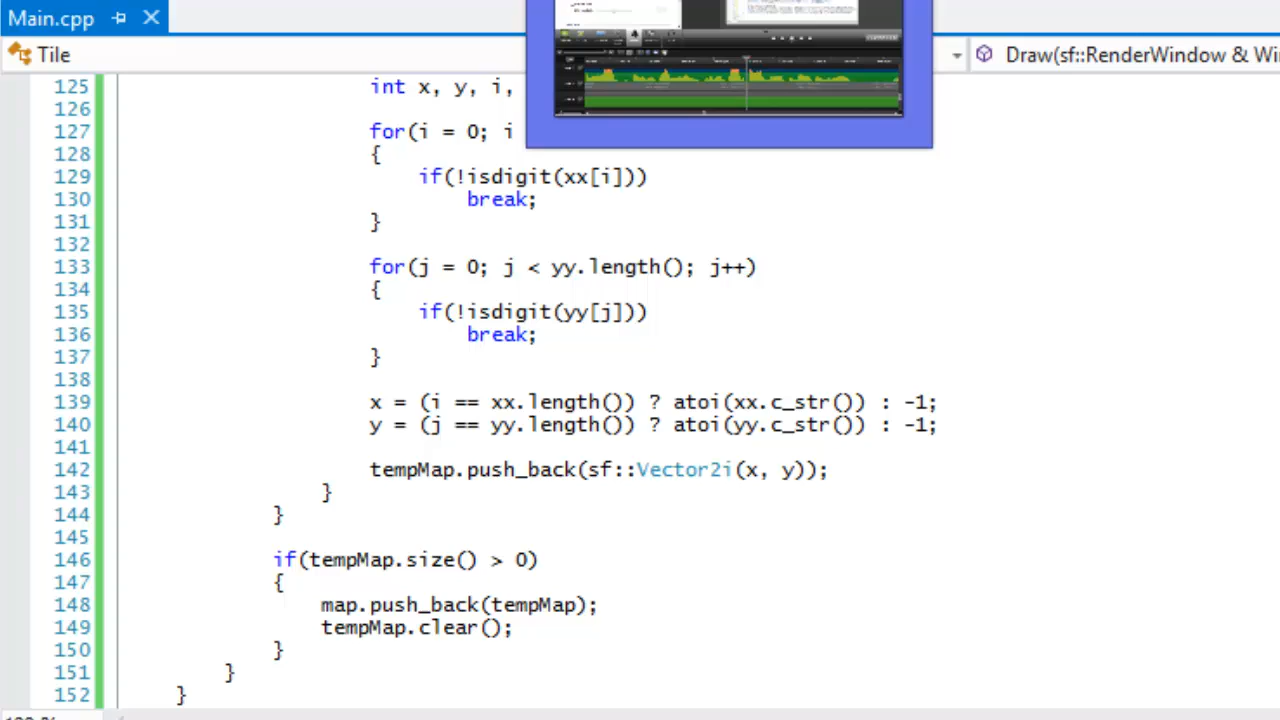 Main.cpp
Tile
Draw(sf::RenderWindow & Wi
125 int x, y, i,
126
127 for(i = 0; i
128 {
129 if(!isdigit(xx[i]))
130 break;
131 }
132
133 for(j = 0; j < yy.length(); j++)
134 {
135 if(!isdigit(yy[j]))
136 break;
137 }
138
139 x = (i == xx.length()) ? atoi(xx.c_str()) : -1;
140 y = (j == yy.length()) ? atoi(yy.c_str()) : -1;
141
142 tempMap.push_back(sf::Vector2i(x, y));
143 }
144 }
145
146 if(tempMap.size() > 0)
147 {
148 map.push_back(tempMap);
149 tempMap.clear();
150 }
151 }
152 }